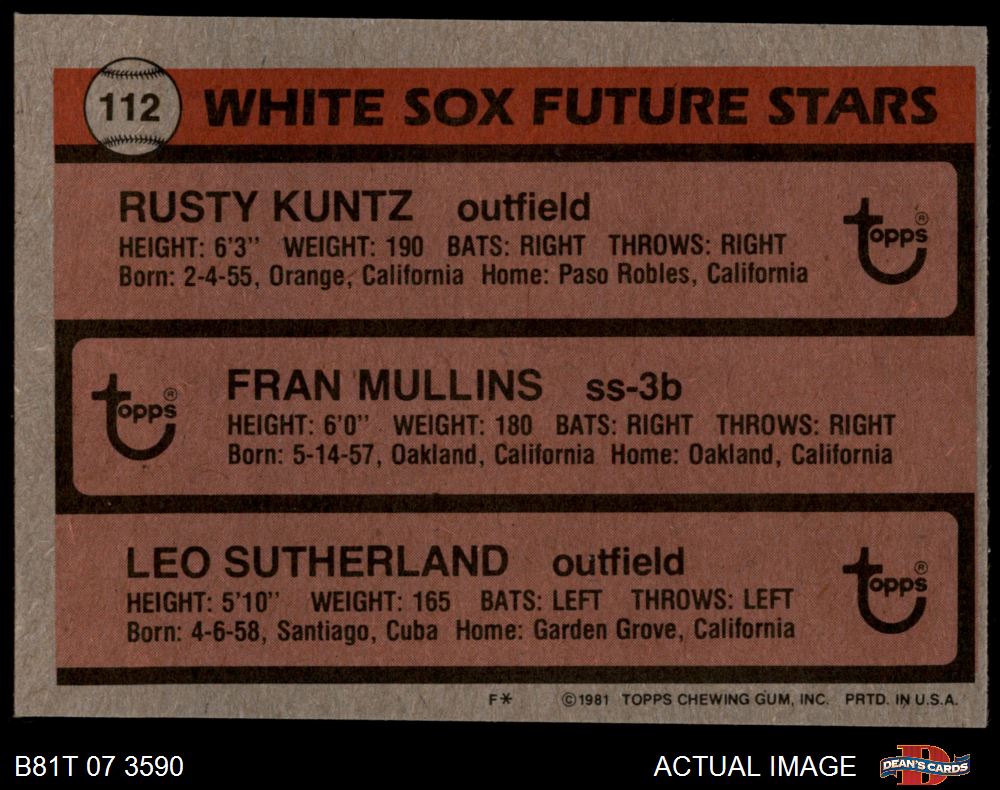 112 WHITE SOX FUTURE STARS
RUSTY KUNTZ outfield
HEIGHT: 6'3" WEIGHT: 190 BATS: RIGHT THROWS: RIGHT
Born: 2-4-55, Orange, California Home: Paso Robles, California
topps®
FRAN MULLINS ss-3b
HEIGHT: 6'0" WEIGHT: 180 BATS: RIGHT THROWS: RIGHT
Born: 5-14-57, Oakland, California Home: Oakland, California
topps®
LEO SUTHERLAND outfield
HEIGHT: 5'10" WEIGHT: 165 BATS: LEFT THROWS: LEFT
Born: 4-6-58, Santiago, Cuba Home: Garden Grove, California
topps®
F* ©1981 TOPPS CHEWING GUM, INC. PRTD. IN U.S.A.
B81T 07 3590 ACTUAL IMAGE D DEAN'S CARDS